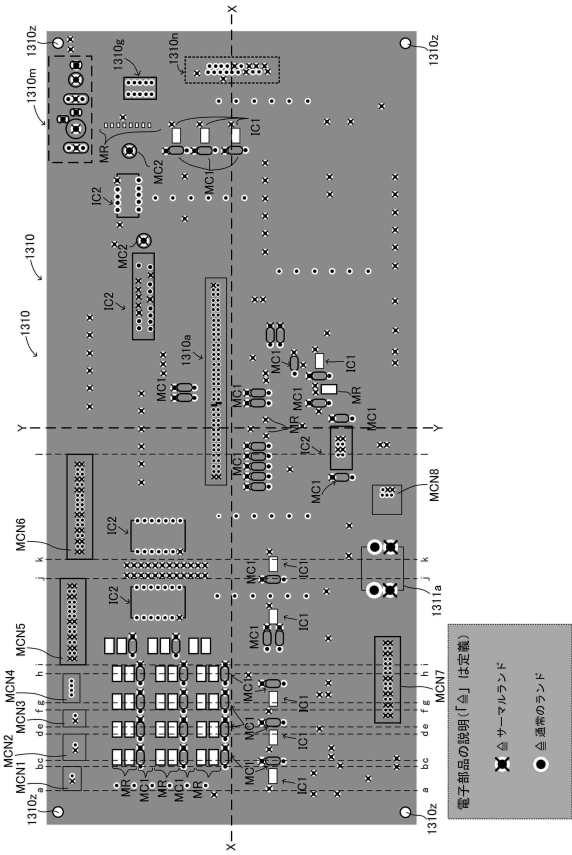 1310
1310z
1310m
1310g
1310n
1310z
X
MR
IC1
MC1
MC2
IC2
MC2
IC2
1310a
MC1
MC1
IC1
MC1
MR
MC1
MR
IC2
MC1
MC1
Y
Y
MCN8
MCN6
l
l
k
k
j
j
IC2
IC2
MC1
IC1
1311a
MCN5
MC1
IC1
i
i
h
h
g
g
f
f
e
e
d
d
c
c
b
b
a
a
MCN4
MCN3
MCN2
MCN1
MCN7
MC1
IC1
MC1
IC1
MC1
IC1
MC1
MR
MC1
MR
MC1
MR
1310z
1310z
X
電子部品の説明(「≙」は定義)
≙ サーマルランド
≙ 通常のランド